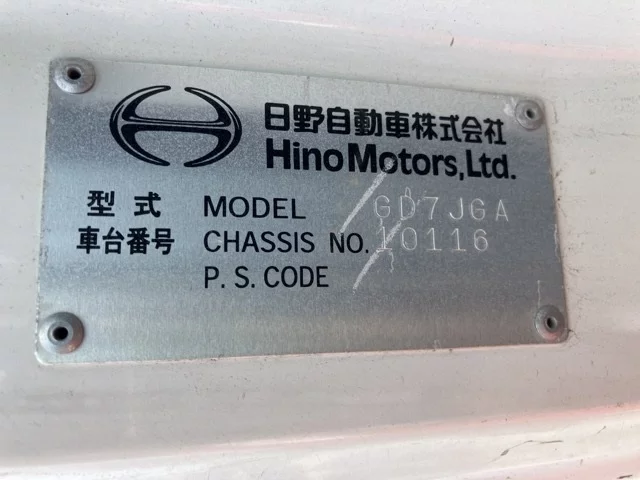 日野自動車株式会社
Hino Motors, Ltd.
型式 MODEL GD7JGA
車台番号 CHASSIS NO. 10116
P. S. CODE